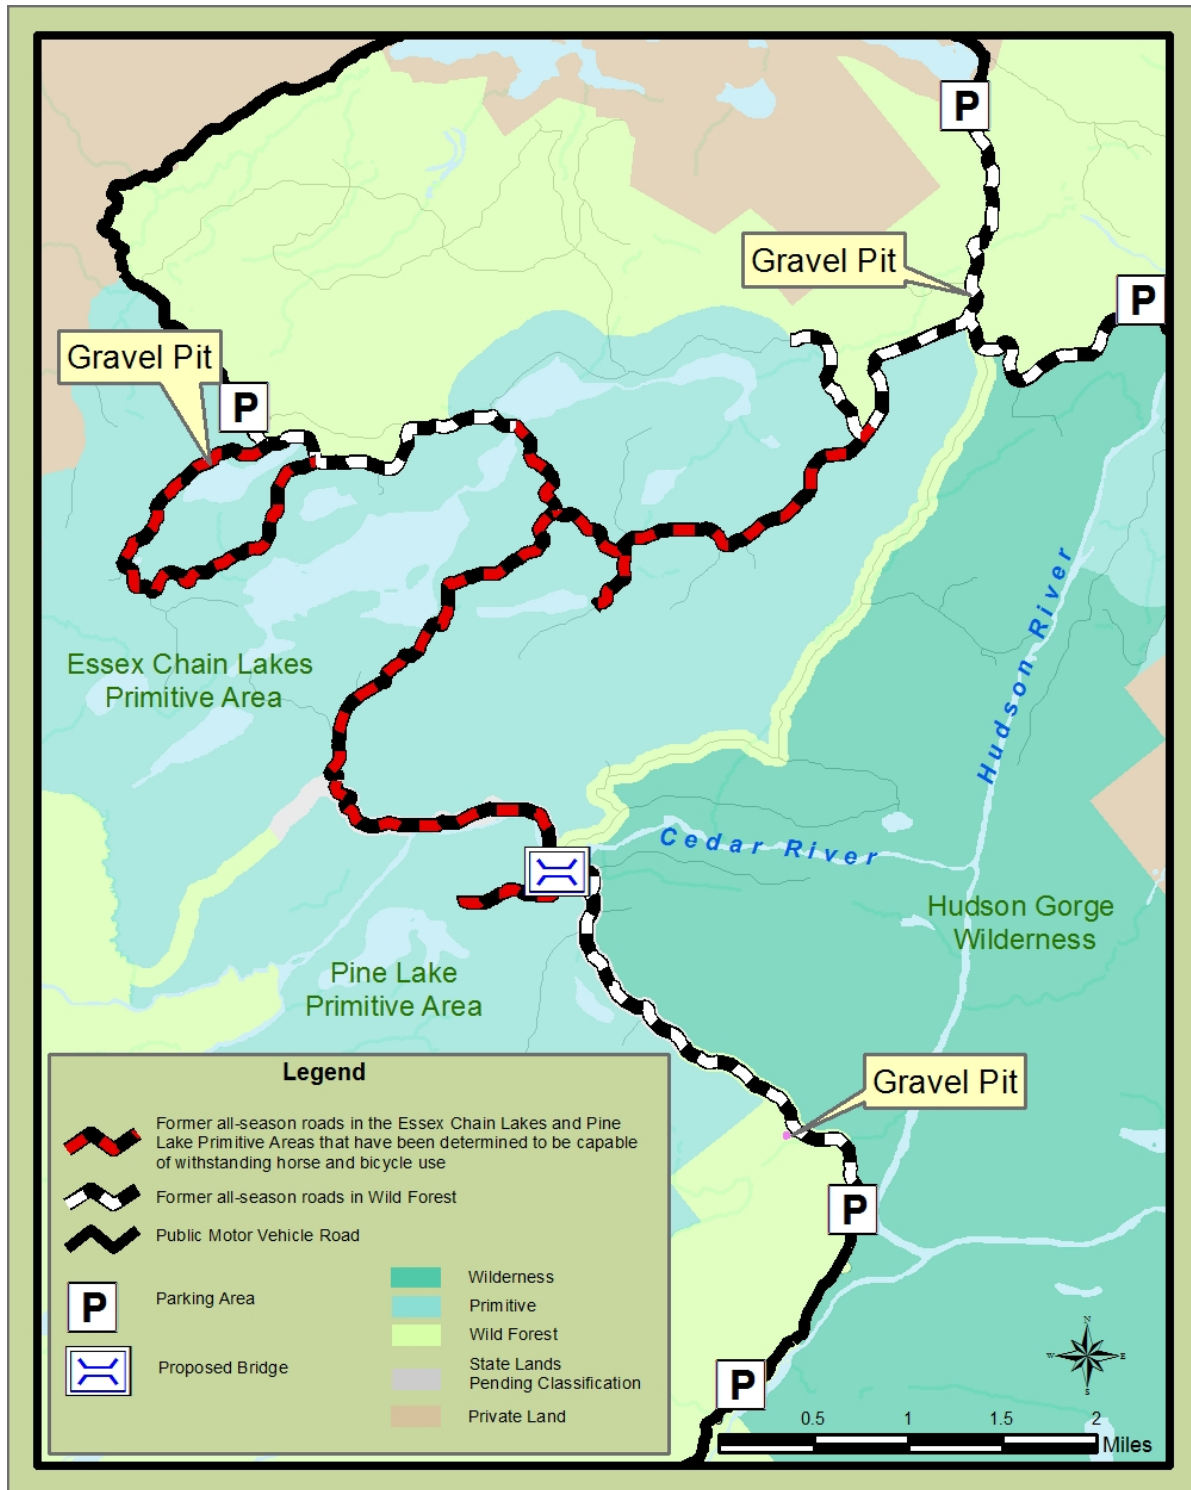 P
Gravel Pit
P
Gravel Pit
P
Essex Chain Lakes
Primitive Area
Hudson River
Cedar River
Hudson Gorge
Wilderness
Pine Lake
Primitive Area
Gravel Pit
P
P
Legend
Former all-season roads in the Essex Chain Lakes and Pine
Lake Primitive Areas that have been determined to be capable
of withstanding horse and bicycle use
Former all-season roads in Wild Forest
Public Motor Vehicle Road
P
Parking Area
Proposed Bridge
Wilderness
Primitive
Wild Forest
State Lands
Pending Classification
Private Land
N
W E
S
0.5 1 1.5 2
Miles